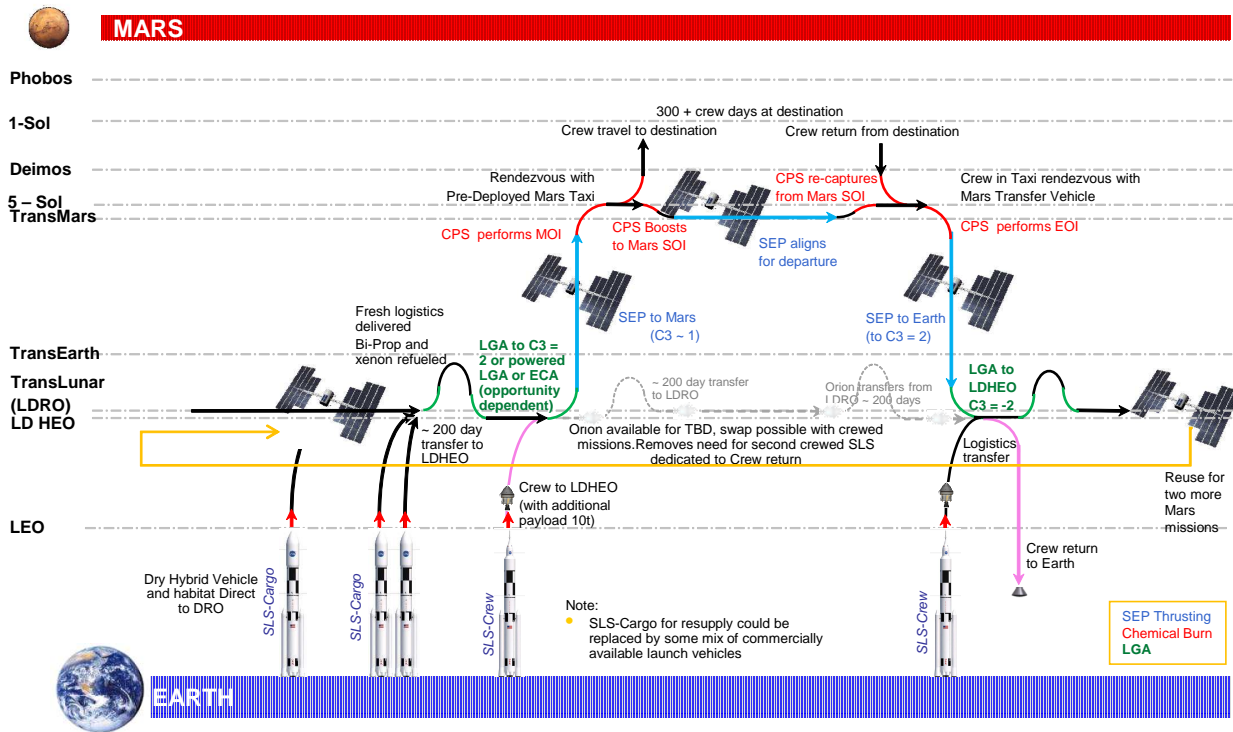 MARS
Phobos
1-Sol
Deimos
5 – Sol
TransMars
TransEarth
TransLunar
(LDRO)
LD HEO
LEO
300 + crew days at destination
Crew travel to destination
Crew return from destination
Rendezvous with
Pre-Deployed Mars Taxi
CPS re-captures
from Mars SOI
Crew in Taxi rendezvous with
Mars Transfer Vehicle
CPS performs MOI
CPS Boosts
to Mars SOI
SEP aligns
for departure
CPS performs EOI
SEP to Mars
(C3 ~ 1)
SEP to Earth
(to C3 = 2)
Fresh logistics
delivered
Bi-Prop and
xenon refueled
LGA to C3 =
2 or powered
LGA or ECA
(opportunity
dependent)
~ 200 day transfer
to LDRO
Orion transfers from
LDRO ~ 200 days
LGA to
LDHEO
C3 = -2
~ 200 day
transfer to
LDHEO
Orion available for TBD, swap possible with crewed
missions.Removes need for second crewed SLS
dedicated to Crew return
Logistics
transfer
Crew to LDHEO
(with additional
payload 10t)
Reuse for
two more
Mars
missions
Crew return
to Earth
Dry Hybrid Vehicle
and habitat Direct
to DRO
SLS-Cargo
SLS-Cargo
SLS-Crew
SLS-Crew
Note:
• SLS-Cargo for resupply could be
replaced by some mix of commercially
available launch vehicles
SEP Thrusting
Chemical Burn
LGA
EARTH